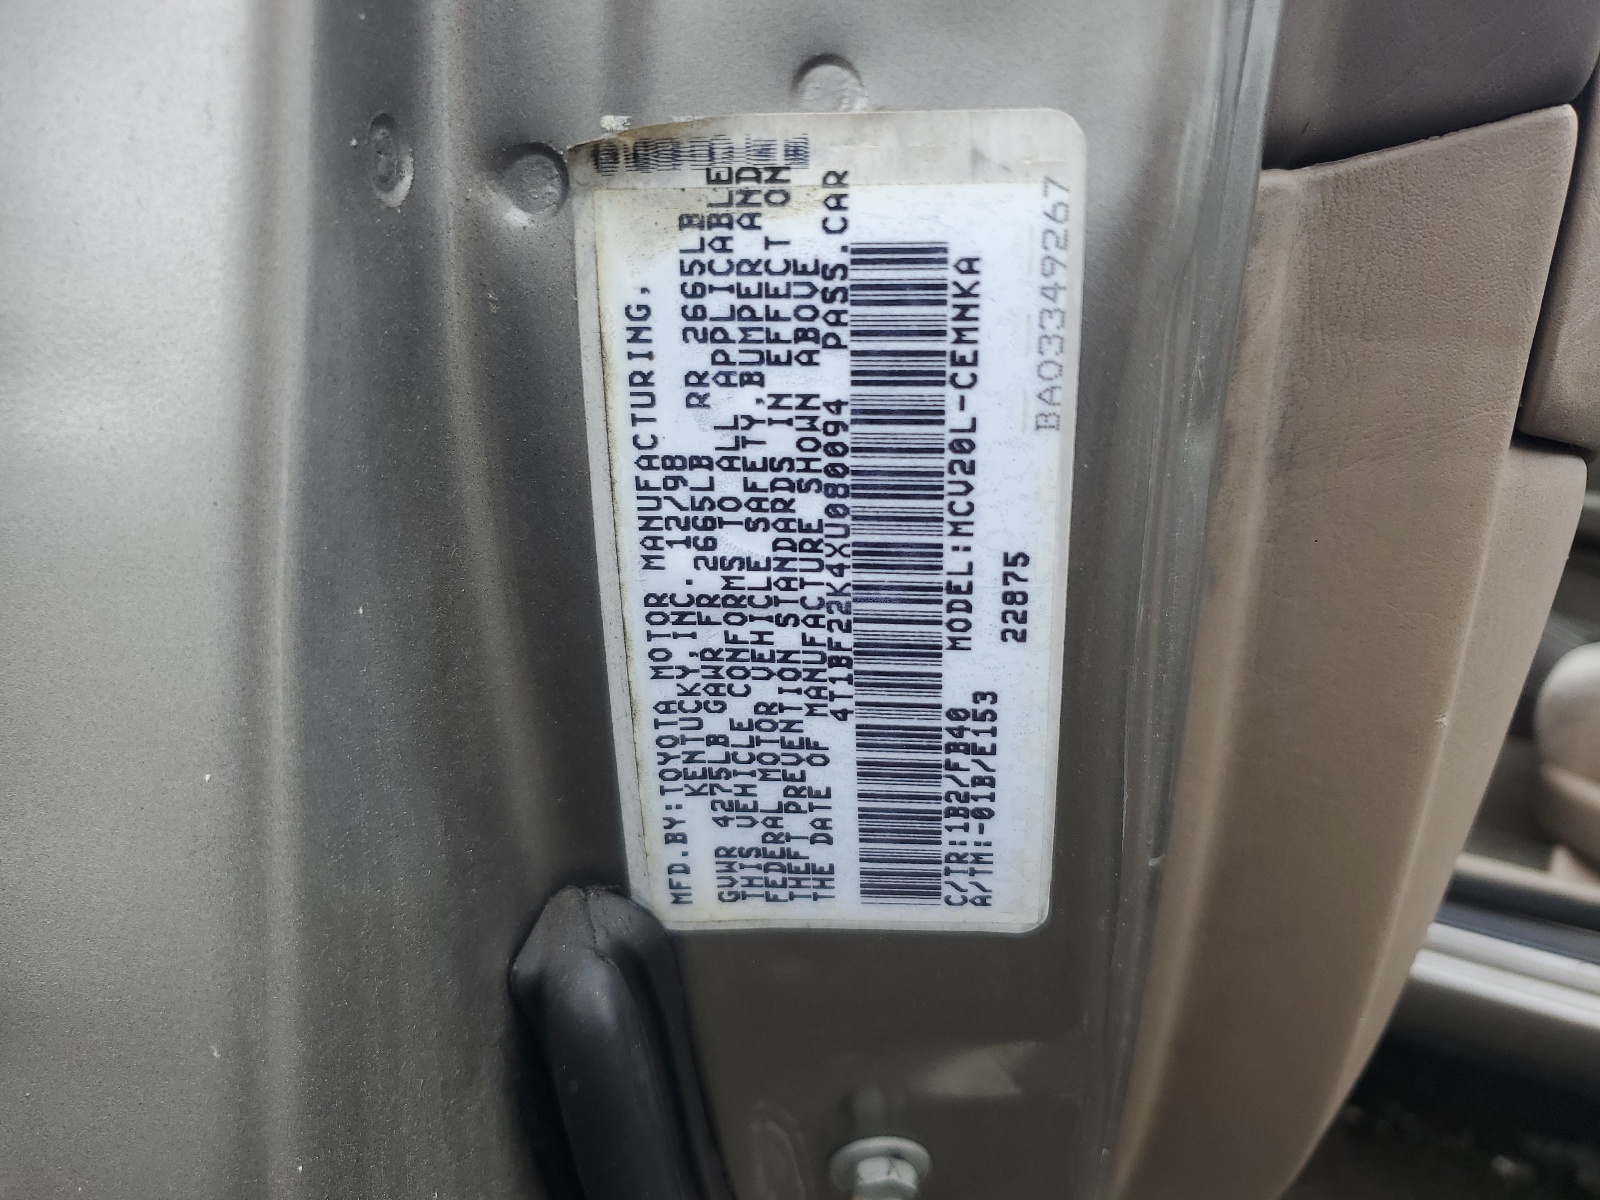 MFD.BY:TOYOTA MOTOR MANUFACTURING,
KENTUCKY,INC. 12/98
GVWR 4275LB GAWR FR 2665LB RR 2665LB
THIS VEHICLE CONFORMS TO ALL APPLICABLE
FEDERAL MOTOR VEHICLE SAFETY,BUMPER AND
THEFT PREVENTION STANDARDS IN EFFECT ON
THE DATE OF MANUFACTURE SHOWN ABOVE
4T1BF22K4XU080094 PASS.CAR
C/TR:1B2/FB40 MODEL:MCV20L-CEMNKA
A/TM:-01B/E153
22875
BA03349267